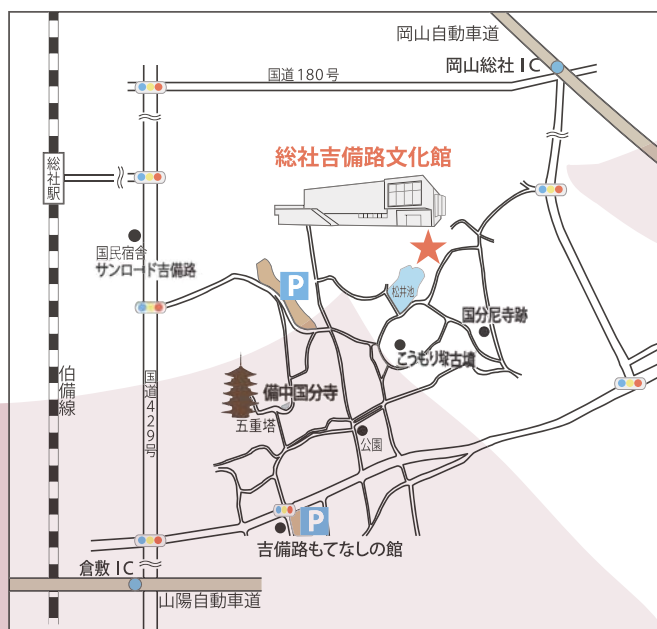 岡山自動車道
岡山総社IC
国道180号
総社吉備路文化館
総社駅
国民宿舎
サンロード吉備路
P
松井池
国分尼寺跡
こうもり塚古墳
伯備線
国道429号
備中国分寺
五重塔
公園
P
吉備路もてなしの館
倉敷IC
山陽自動車道